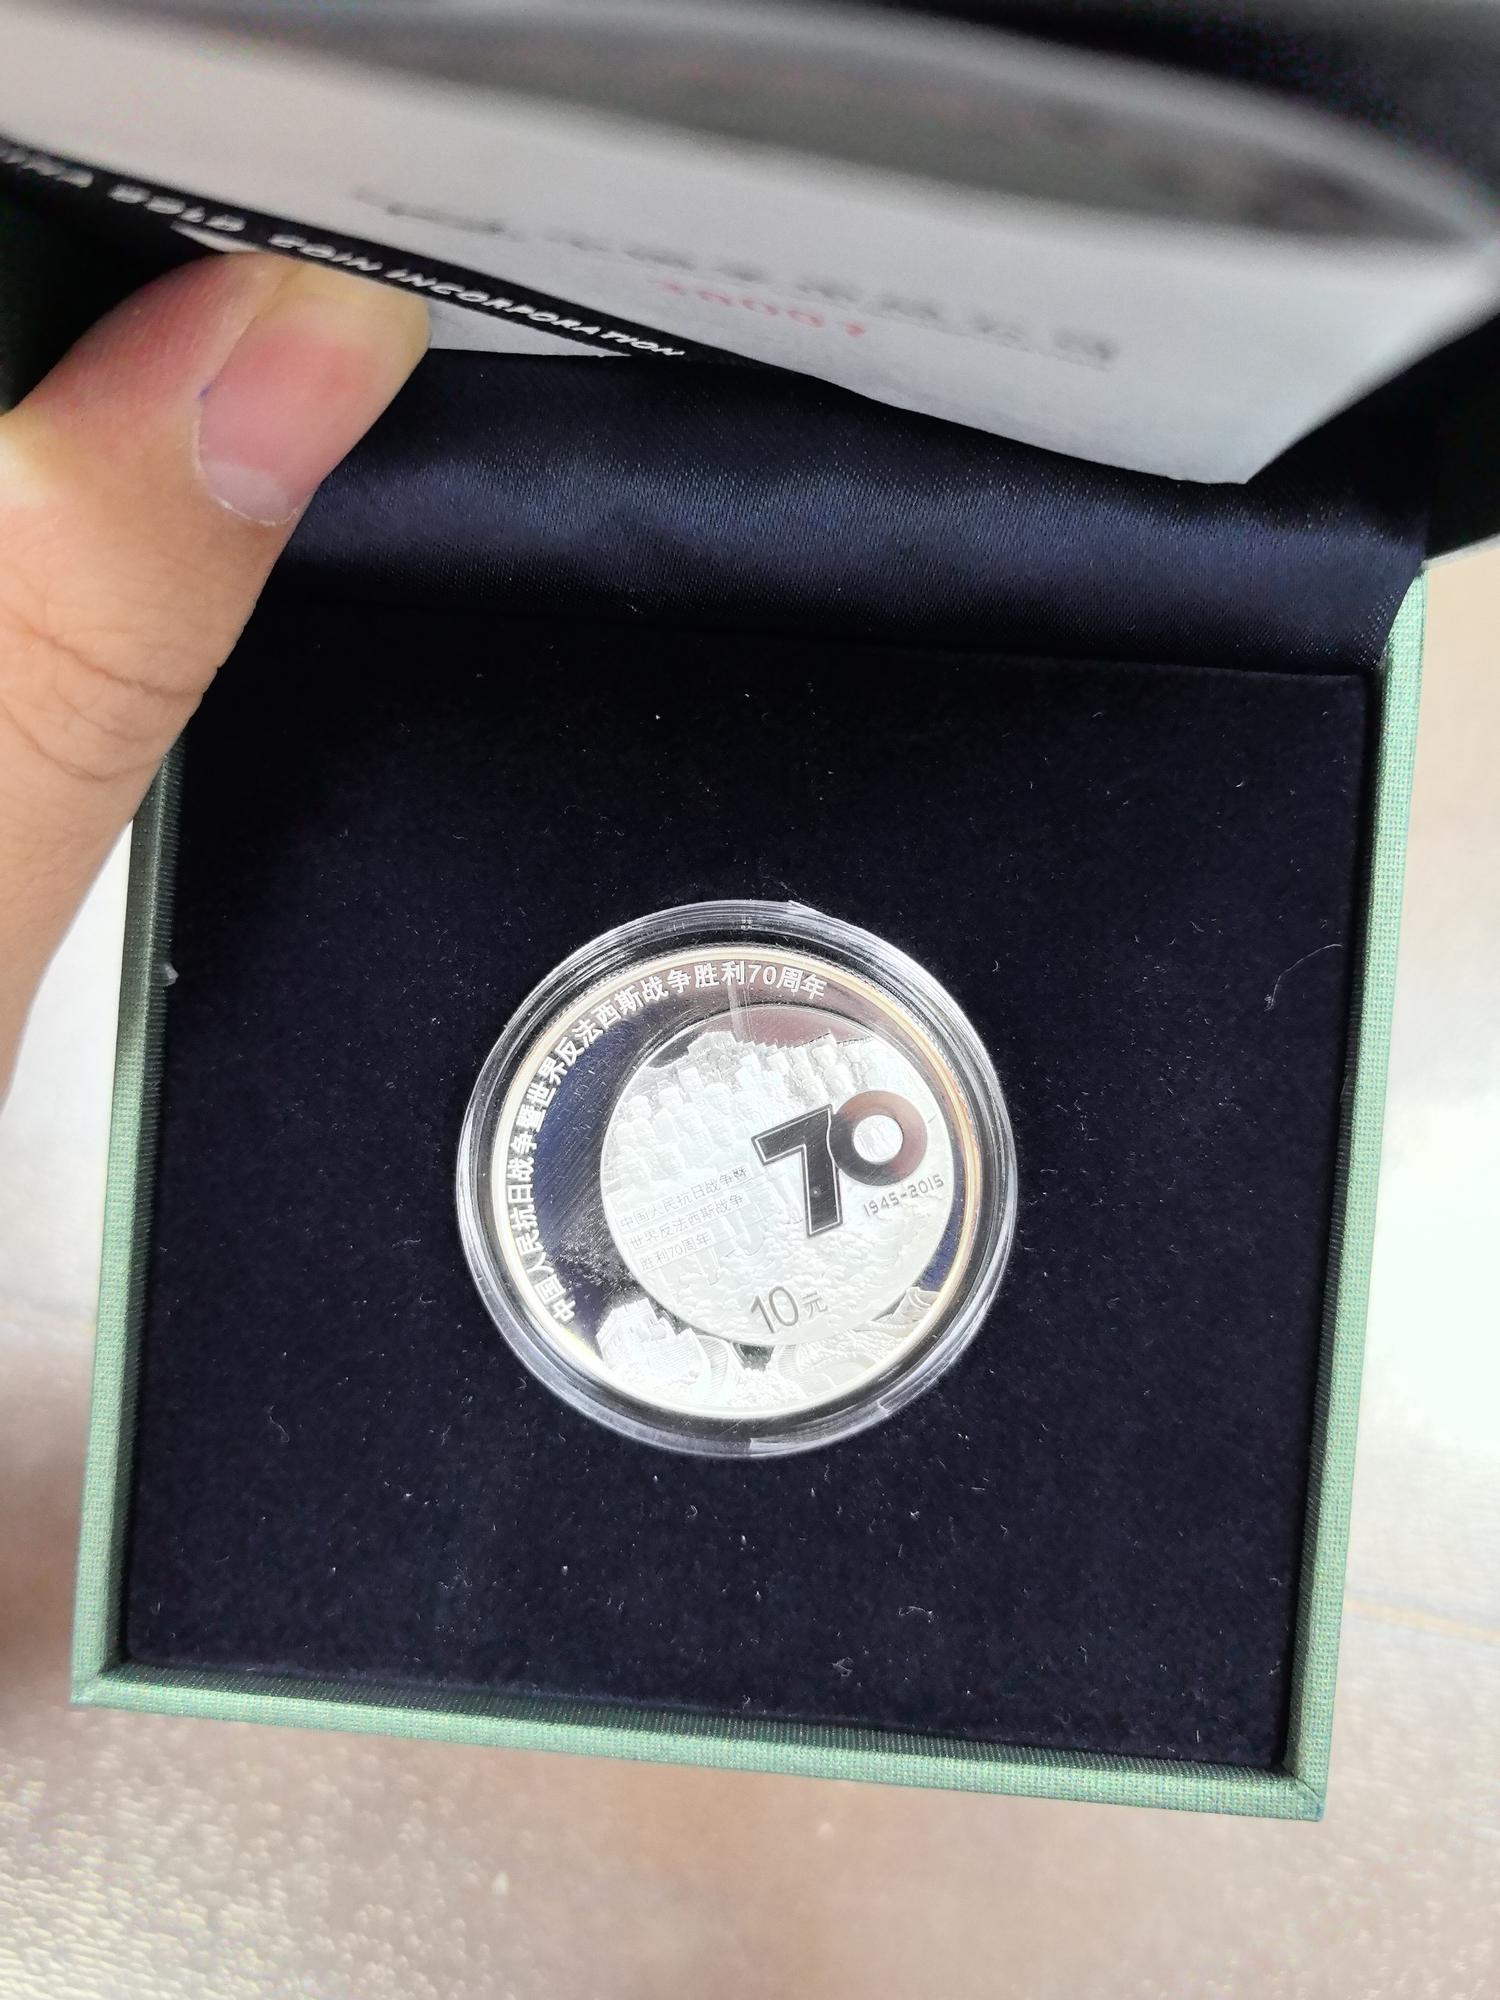 GOLD COIN INCORPORATION
中国人民抗日战争暨世界反法西斯战争胜利70周年
70
1945-2015
中国人民抗日战争暨
世界反法西斯战争
胜利70周年
10元